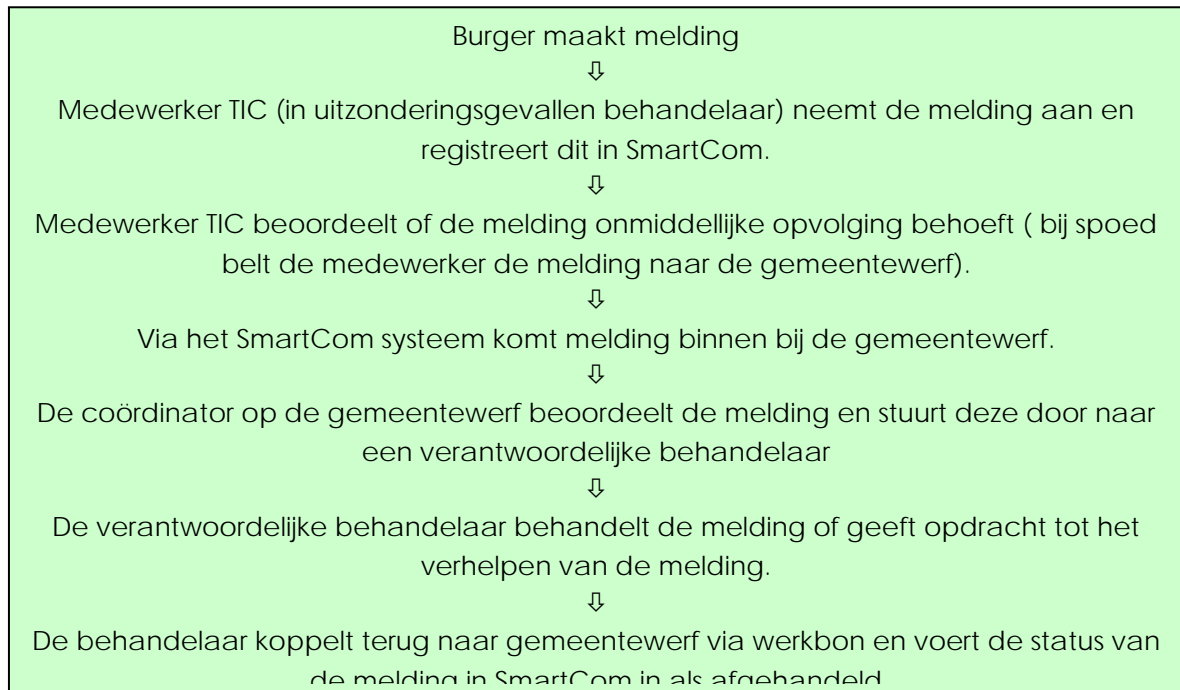 Burger maakt melding
⇩
Medewerker TIC (in uitzonderingsgevallen behandelaar) neemt de melding aan en
registreert dit in SmartCom.
⇩
Medewerker TIC beoordeelt of de melding onmiddellijke opvolging behoeft ( bij spoed
belt de medewerker de melding naar de gemeentewerf).
⇩
Via het SmartCom systeem komt melding binnen bij de gemeentewerf.
⇩
De coördinator op de gemeentewerf beoordeelt de melding en stuurt deze door naar
een verantwoordelijke behandelaar
⇩
De verantwoordelijke behandelaar behandelt de melding of geeft opdracht tot het
verhelpen van de melding.
⇩
De behandelaar koppelt terug naar gemeentewerf via werkbon en voert de status van
de melding in SmartCom in als afgehandeld